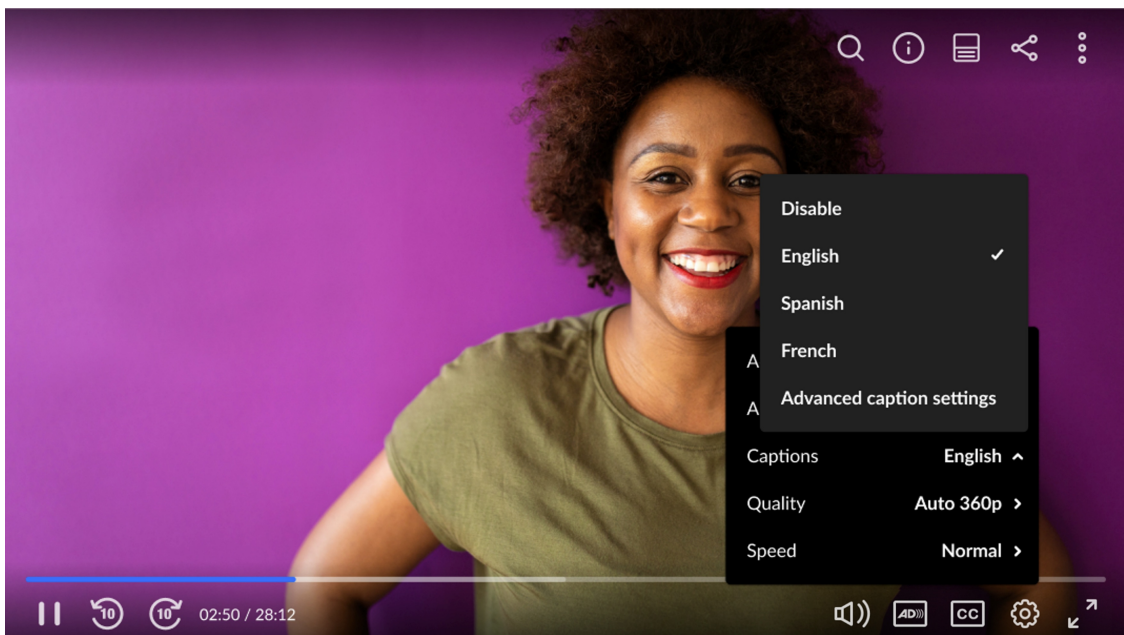 Disable
English
Spanish
French
Advanced caption settings
A
A
Captions English
Quality Auto 360p
Speed Normal
10 10 02:50 / 28:12 AD CC